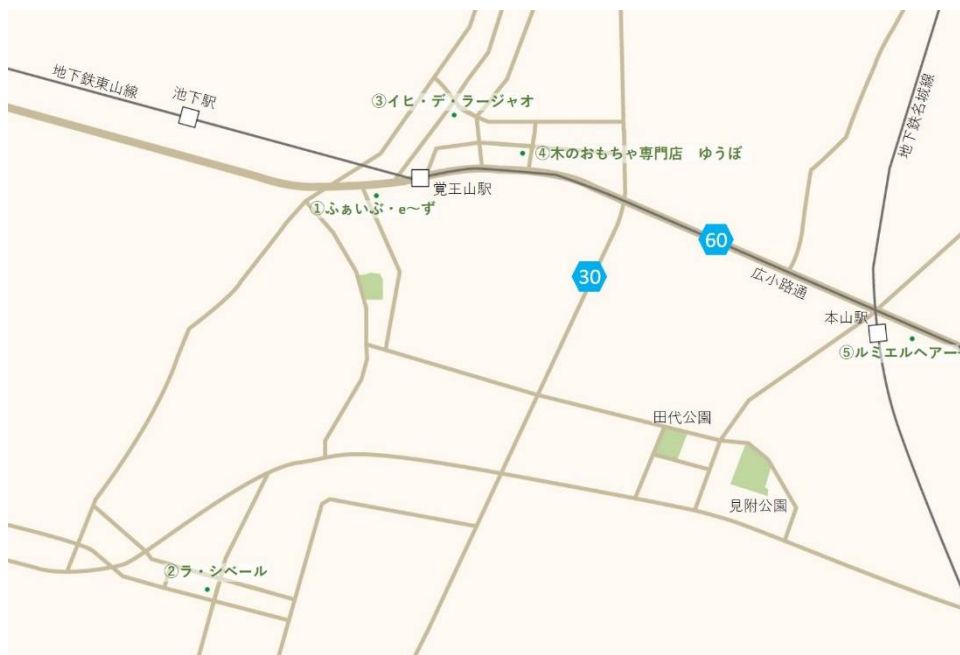 地下鉄東山線
池下駅
③イヒ・デ・ラージャオ
地下鉄名城線
④木のおもちゃ専門店 ゆうぼ
覚王山駅
①ふぁいぶ・e～ず
60
30
広小路通
本山駅
⑤ルミエルヘアー
田代公園
見附公園
②ラ・シベール